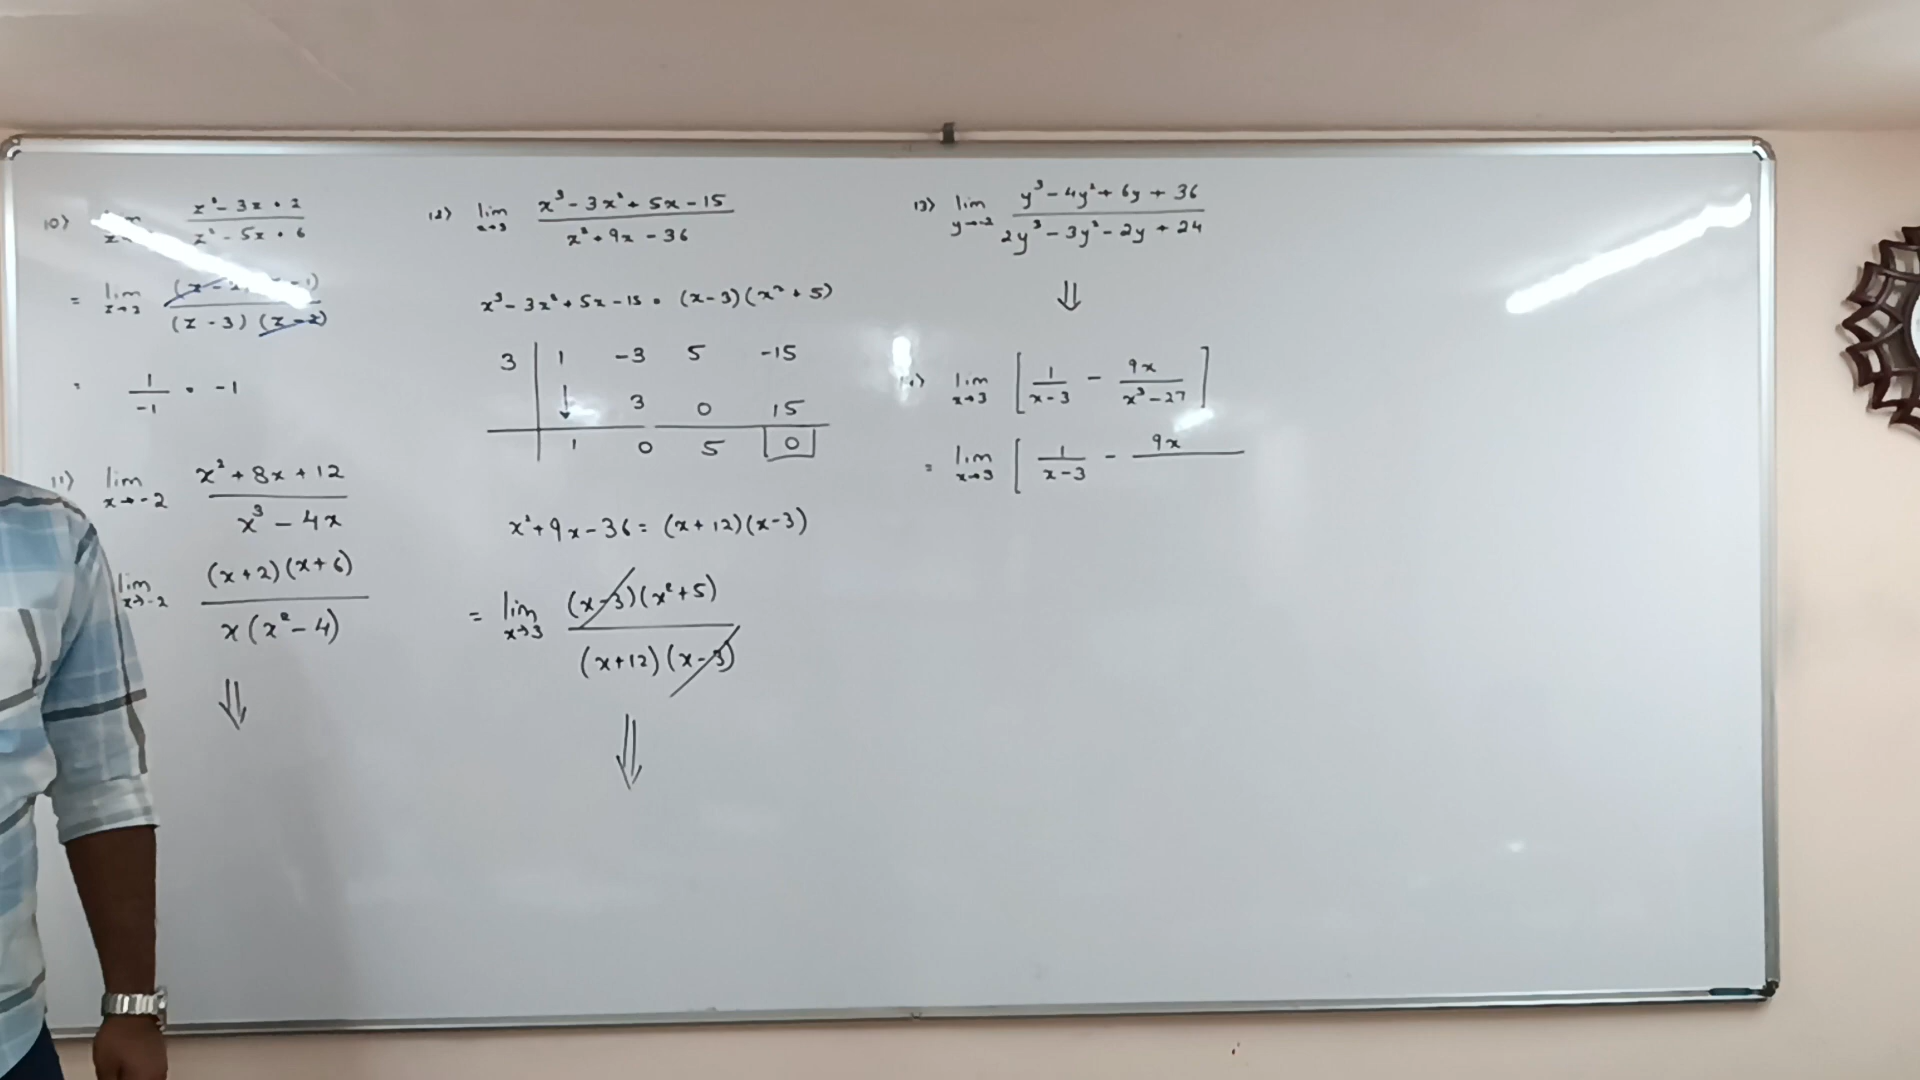 10) z² - 3z + 2
z² - 5z + 6
= lim z→2
(z - 3) (z - 2)
= 1/-1 = -1
11) lim x→-2 (x² + 8x + 12)/(x³ - 4x)
lim x→-2 (x+2)(x+6)/x(x² - 4)
⇓
12) lim x→3 (x³ - 3x² + 5x - 15)/(x² + 9x - 36)
x³ - 3x² + 5x - 15 = (x-3)(x² + 5)
3 | 1 -3 5 -15
↓ 3 0 15
1 0 5 0
x² + 9x - 36 = (x + 12)(x - 3)
= lim x→3 (x-3)(x²+5)/(x+12)(x-3)
⇓
13) lim y→-2 (y³ - 4y² + 6y + 36)/(2y³ - 3y² - 2y + 24)
⇓
lim x→3 [1/(x-3) - 9x/(x³-27)]
= lim x→3 [1/(x-3) - 9x